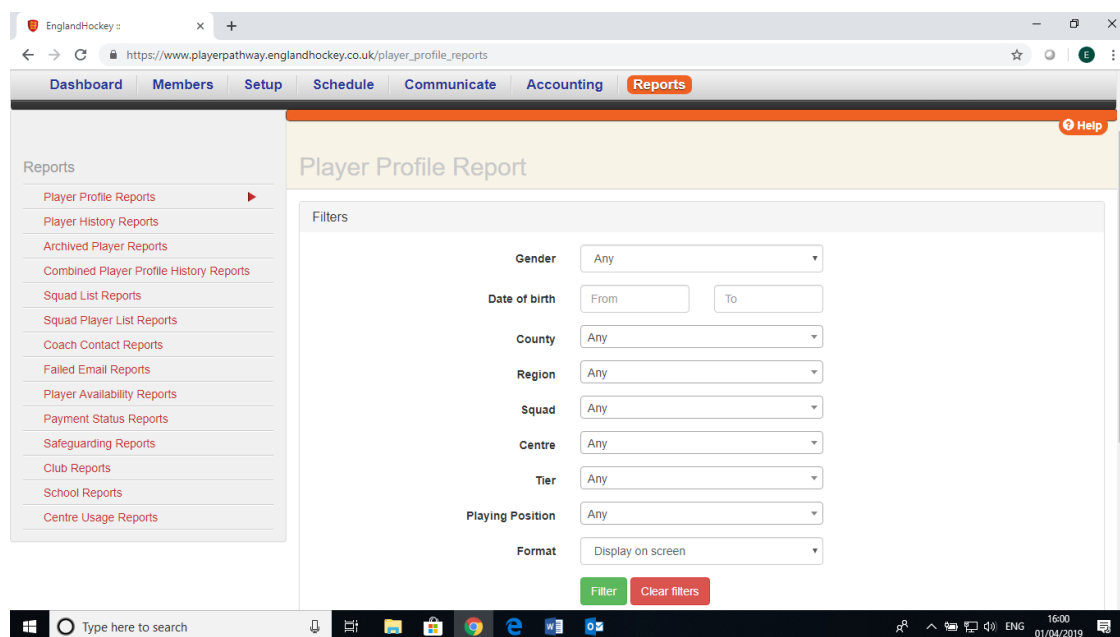 EnglandHockey ::
https://www.playerpathway.englandhockey.co.uk/player_profile_reports
E
Dashboard Members Setup Schedule Communicate Accounting Reports
Help
Reports
Player Profile Reports
Player History Reports
Archived Player Reports
Combined Player Profile History Reports
Squad List Reports
Squad Player List Reports
Coach Contact Reports
Failed Email Reports
Player Availability Reports
Payment Status Reports
Safeguarding Reports
Club Reports
School Reports
Centre Usage Reports
Player Profile Report
Filters
Gender Any
Date of birth From To
County Any
Region Any
Squad Any
Centre Any
Tier Any
Playing Position Any
Format Display on screen
Filter Clear filters
Type here to search
ENG
16:00
01/04/2019